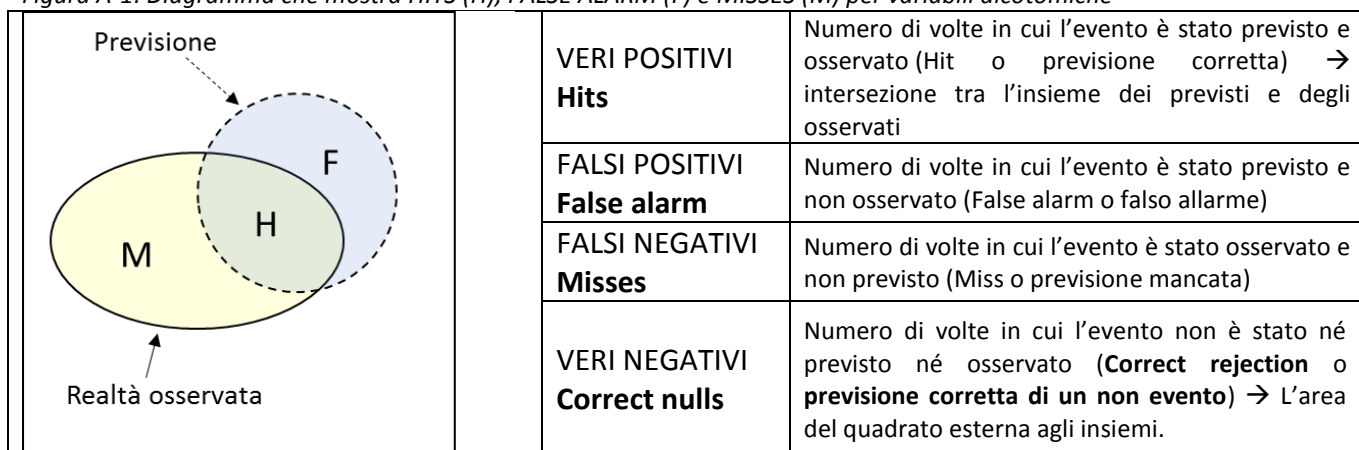 Figura A-1: Diagramma che mostra HITS (H), FALSE ALARM (F) e MISSES (M) per variabili dicotomiche
Previsione
F
H
M
Realtà osservata
VERI POSITIVI
Hits
Numero di volte in cui l’evento è stato previsto e
osservato (Hit o previsione corretta) →
intersezione tra l’insieme dei previsti e degli
osservati
FALSI POSITIVI
False alarm
Numero di volte in cui l’evento è stato previsto e
non osservato (False alarm o falso allarme)
FALSI NEGATIVI
Misses
Numero di volte in cui l’evento è stato osservato e
non previsto (Miss o previsione mancata)
VERI NEGATIVI
Correct nulls
Numero di volte in cui l’evento non è stato né
previsto né osservato (Correct rejection o
previsione corretta di un non evento) → L’area
del quadrato esterna agli insiemi.